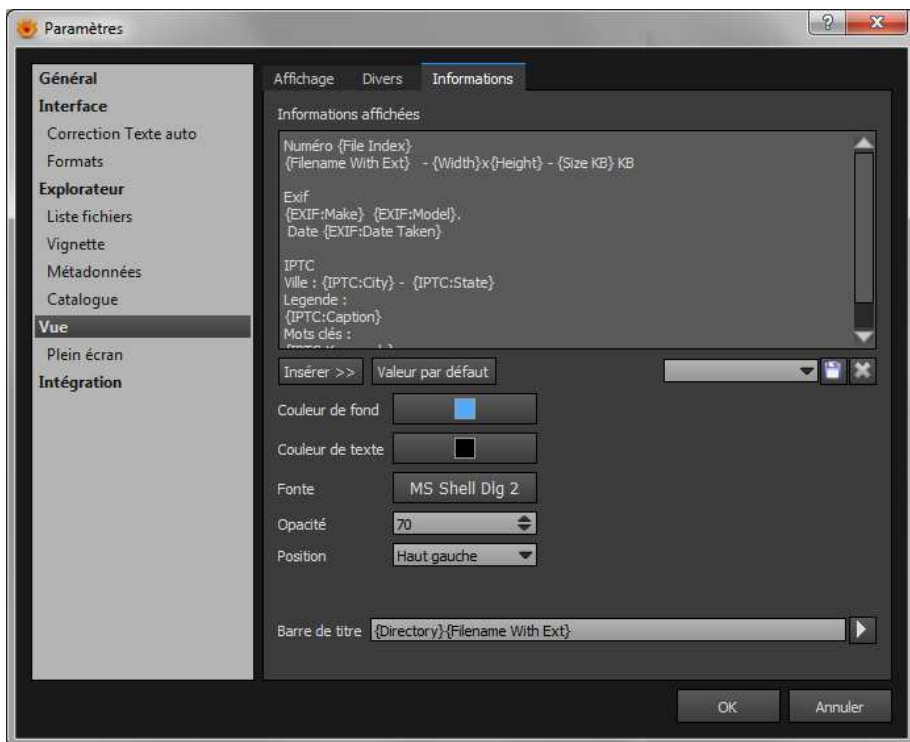 Paramètres
Général
Interface
Correction Texte auto
Formats
Explorateur
Liste fichiers
Vignette
Métadonnées
Catalogue
Vue
Plein écran
Intégration
Affichage Divers Informations
Informations affichées
Numéro {File Index}
{Filename With Ext} - {Width}x{Height} - {Size KB} KB
Exif
{EXIF:Make} {EXIF:Model}.
Date {EXIF:Date Taken}
IPTC
Ville : {IPTC:City} - {IPTC:State}
Legende :
{IPTC:Caption}
Mots clés :
Insérer >> Valeur par défaut
Couleur de fond
Couleur de texte
Fonte MS Shell Dlg 2
Opacité 70
Position Haut gauche
Barre de titre {Directory}{Filename With Ext}
OK Annuler